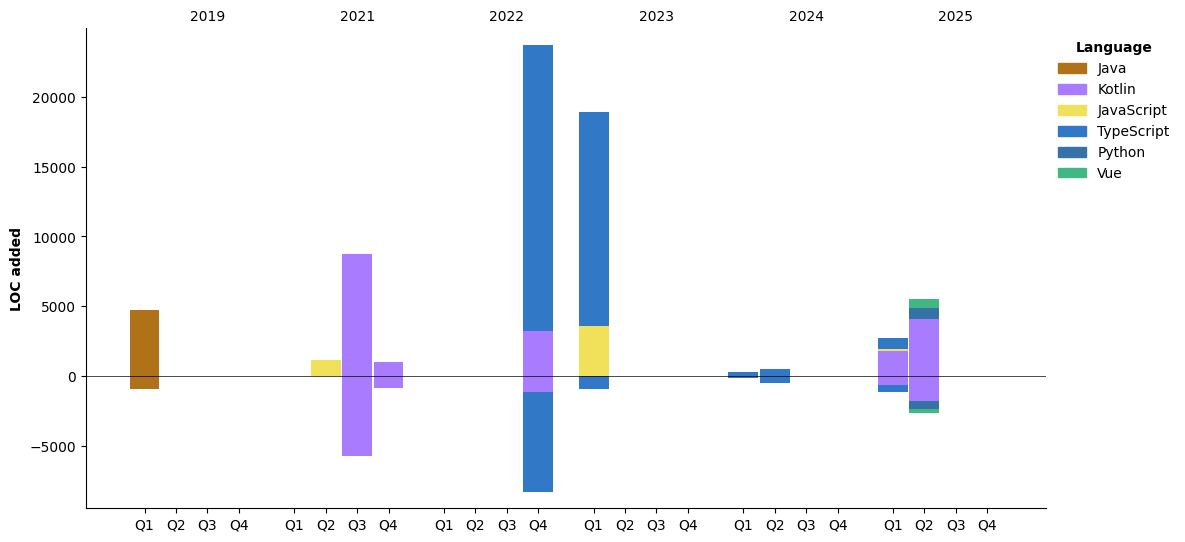 2019 2021 2022 2023 2024 2025
Language
Java
Kotlin
JavaScript
TypeScript
Python
Vue
LOC added
20000
15000
10000
5000
0
−5000
Q1 Q2 Q3 Q4 Q1 Q2 Q3 Q4 Q1 Q2 Q3 Q4 Q1 Q2 Q3 Q4 Q1 Q2 Q3 Q4 Q1 Q2 Q3 Q4